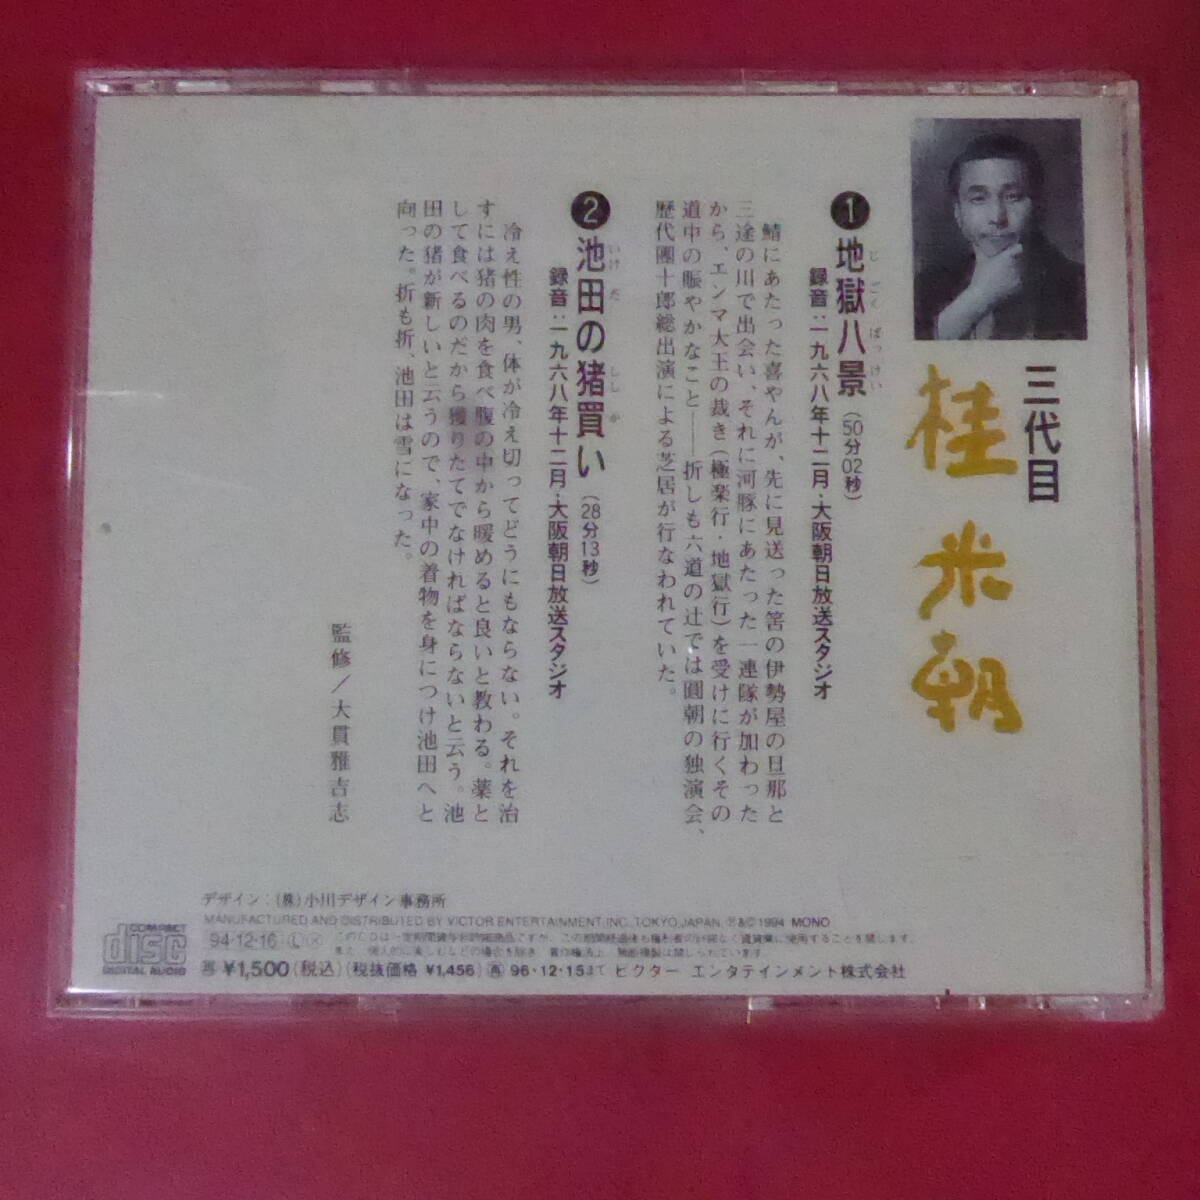 三代目
桂米朝
❶地獄八景(50分02秒)
じごくばっけい
録音:一九六八年十二月・大阪朝日放送スタジオ
鯖にあたった喜やんが、先に見送った筈の伊勢屋の旦那と
三途の川で出会い、それに河豚にあたった一連隊が加わった
から、エンマ大王の裁き(極楽行・地獄行)を受けに行くその
道中の賑やかなこと――折しも六道の辻では圓朝の独演会、
歴代團十郎総出演による芝居が行なわれていた。
❷池田の猪買い(28分13秒)
いけだ ししか
録音:一九六八年十二月・大阪朝日放送スタジオ
冷え性の男、体が冷え切ってどうにもならない。それを治
すには猪の肉を食べ腹の中から暖めると良いと教わる。薬と
して食べるのだから獲りたてでなければならないと云う。池
田の猪が新しいと云うので、家中の着物を身につけ池田へと
向った。折も折、池田は雪になった。
監修/大貫雅吉志
デザイン:(株)小川デザイン事務所
MANUFACTURED AND DISTRIBUTED BY VICTOR ENTERTAINMENT, INC. TOKYO, JAPAN. ℗&© 1994 MONO
COMPACT
disc
DIGITAL AUDIO
94・12・16
再¥1,500(税込)(税抜価格 ¥1,456)再96・12・15まで ビクター エンタテインメント株式会社